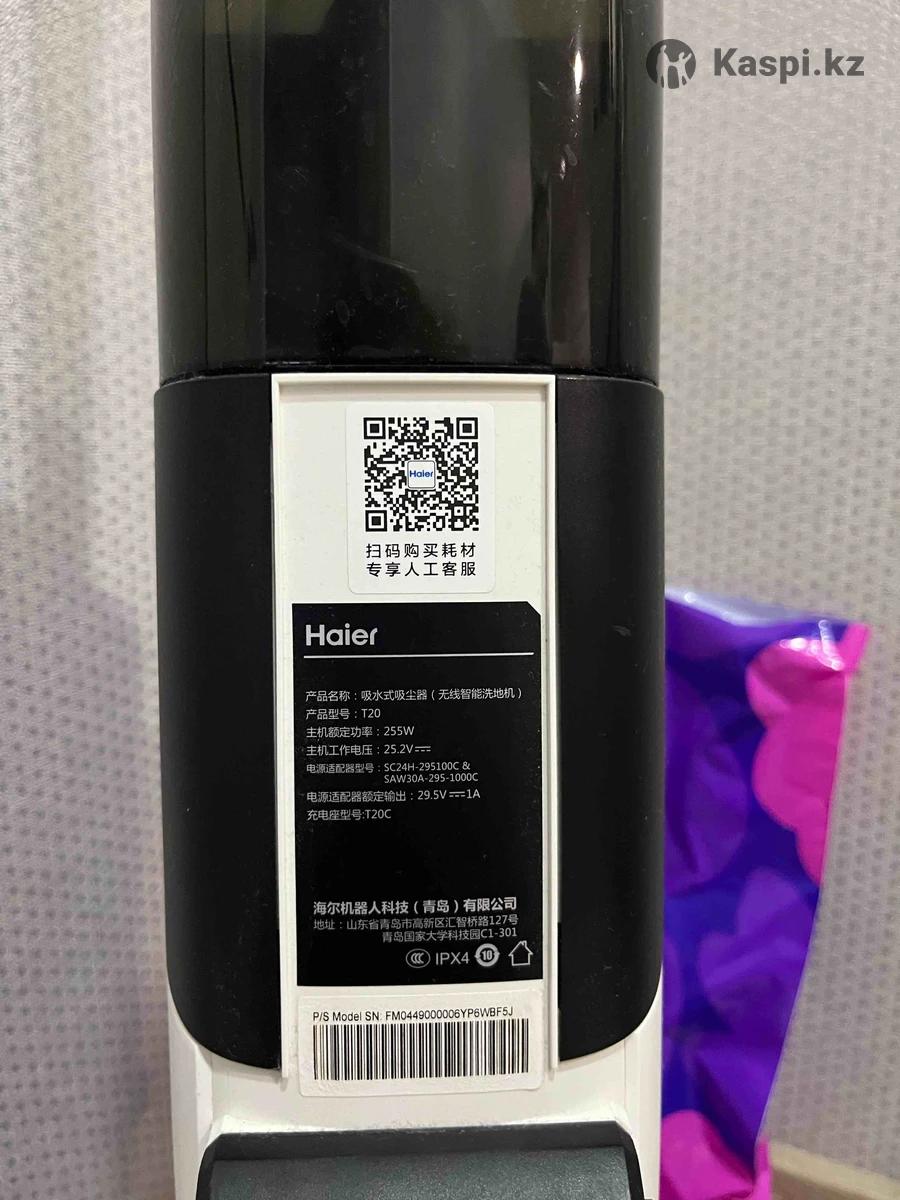 Kaspi.kz
Haier
扫码购买耗材
专享人工客服
Haier
产品名称：吸水式吸尘器（无线智能洗地机）
产品型号：T20
主机额定功率：255W
主机工作电压：25.2V⎓
电源适配器型号：SC24H-295100C &
SAW30A-295-1000C
电源适配器额定输出：29.5V⎓1A
充电座型号:T20C
海尔机器人科技（青岛）有限公司
地址：山东省青岛市高新区汇智桥路127号
青岛国家大学科技园C1-301
CCC IPX4 10
P/S Model SN: FM0449000006YP6WBF5J